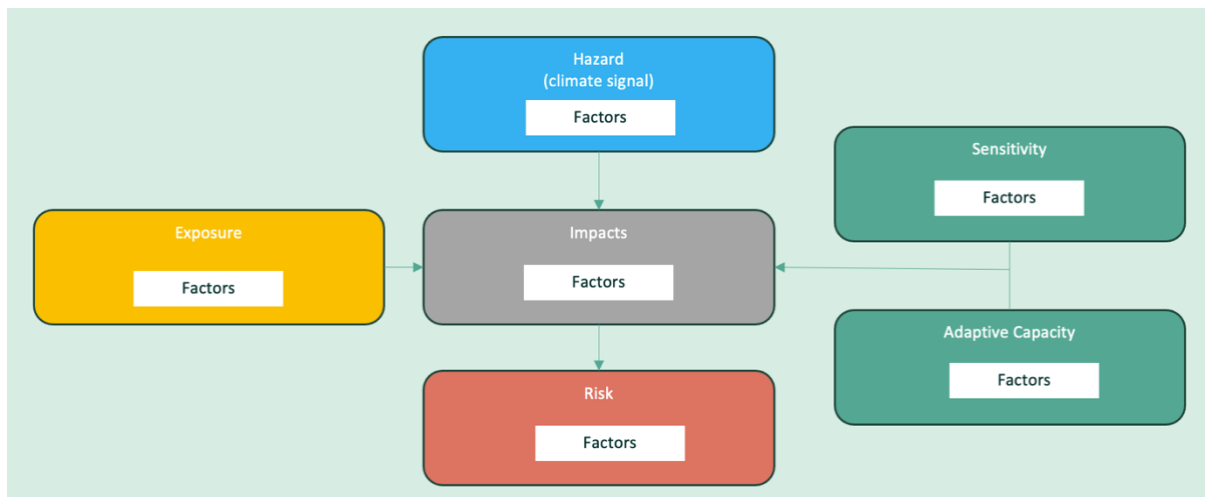 Hazard
(climate signal)
Factors
Sensitivity
Factors
Exposure
Factors
Impacts
Factors
Adaptive Capacity
Factors
Risk
Factors